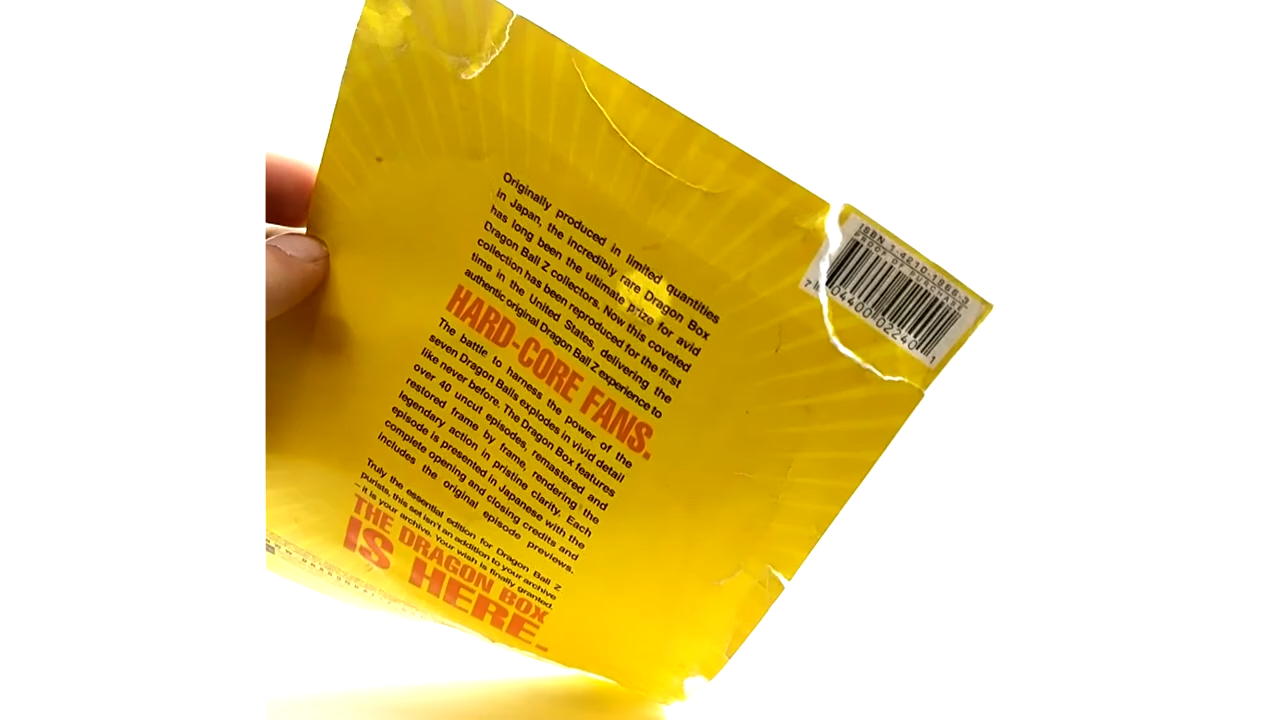 Originally produced in limited quantities
in Japan, the incredibly rare Dragon Box
has long been the ultimate prize for avid
Dragon Ball Z collectors. Now this coveted
collection has been reproduced for the first
time in the United States, delivering the
authentic original Dragon Ball Z experience to
HARD-CORE FANS.
The battle to harness the power of the
seven Dragon Balls explodes in vivid detail
like never before. The Dragon Box features
over 40 uncut episodes, remastered and
restored frame by frame, rendering the
legendary action in pristine clarity. Each
episode is presented in Japanese with the
complete opening and closing credits and
includes the original episode previews.
Truly the essential edition for Dragon Ball Z
purists, this set isn't an addition to your archive
– it is your archive. Your wish is finally granted.
THE DRAGON BOX
IS HERE.
ISBN 1-4210-1866-3
PROOF OF PURCHASE
7 04400 02240 1